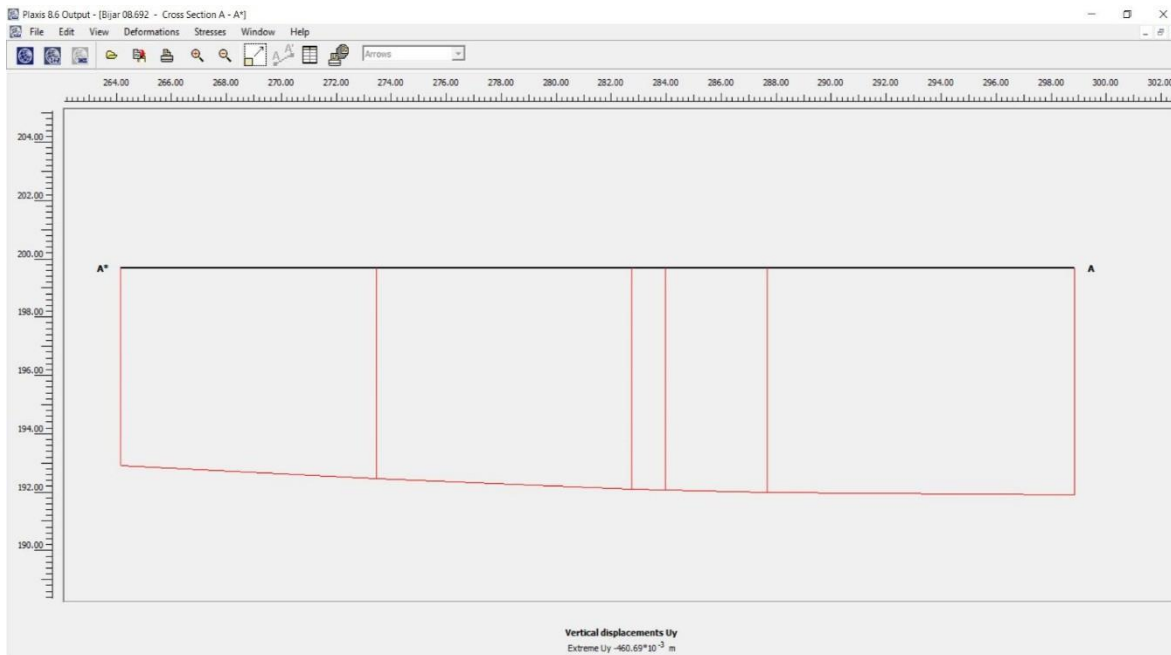 Plaxis 8.6 Output - [Bijar 08.692 - Cross Section A - A*]
File Edit View Deformations Stresses Window Help
Arrows
264.00 266.00 268.00 270.00 272.00 274.00 276.00 278.00 280.00 282.00 284.00 286.00 288.00 290.00 292.00 294.00 296.00 298.00 300.00 302.00
204.00
202.00
200.00
A* A
198.00
196.00
194.00
192.00
190.00
Vertical displacements Uy
Extreme Uy -460.69*10-3 m